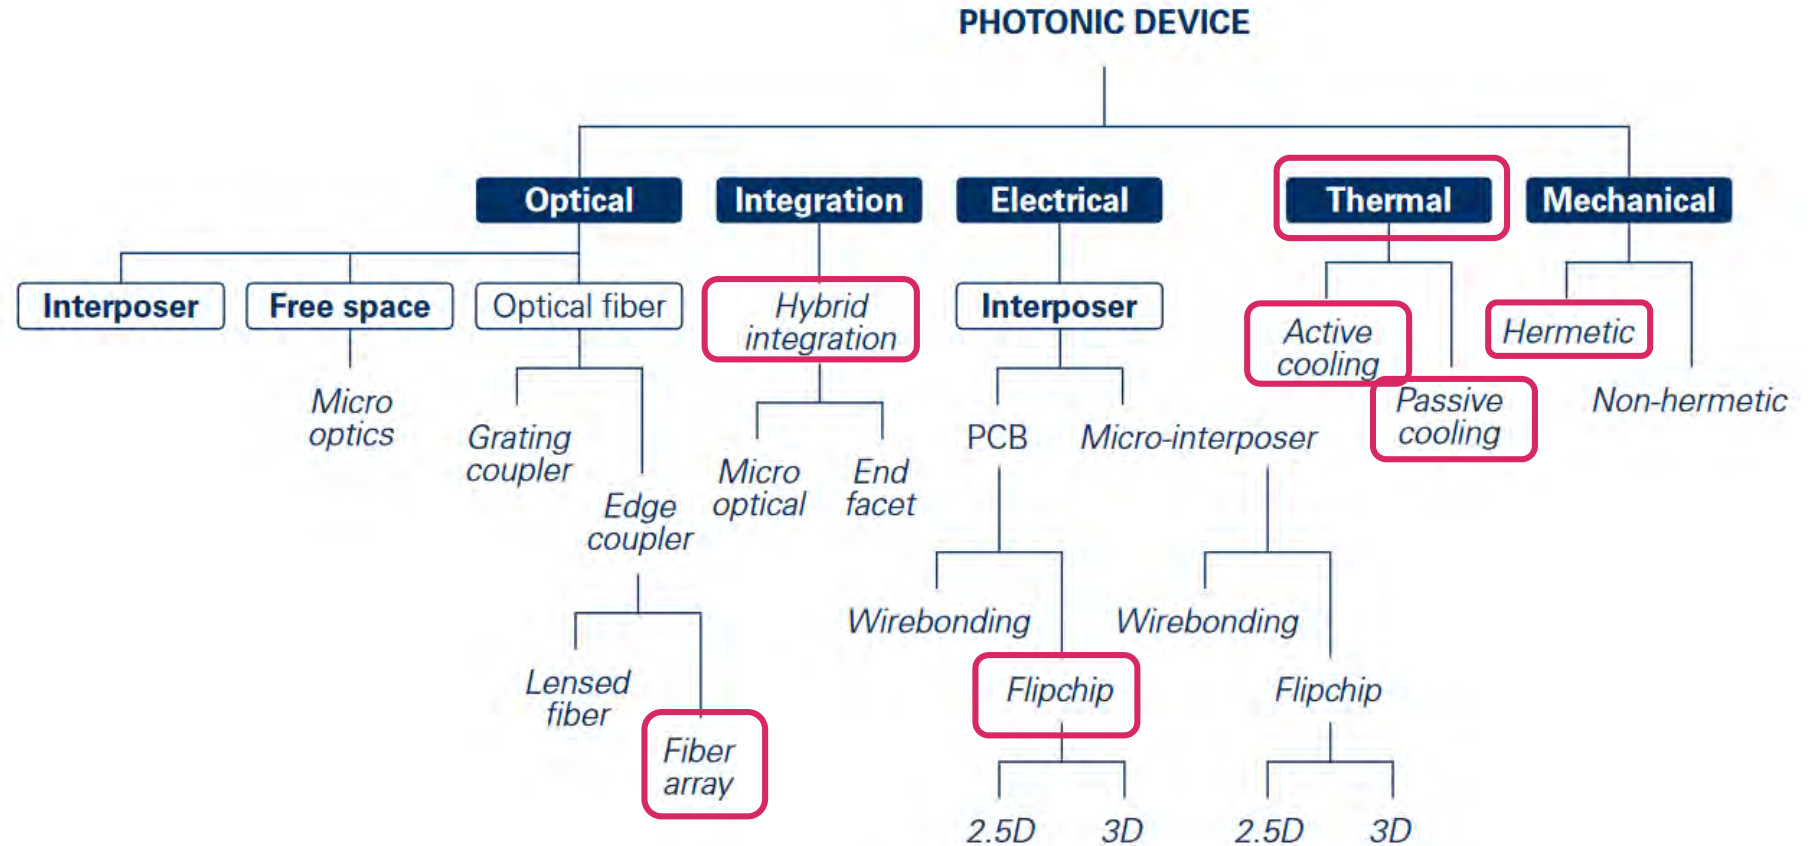 PHOTONIC DEVICE
Optical
Integration
Electrical
Thermal
Mechanical
Interposer
Free space
Optical fiber
Hybrid
integration
Interposer
Active
cooling
Hermetic
Micro
optics
Grating
coupler
Edge
coupler
Micro
optical
End
facet
PCB
Micro-interposer
Passive
cooling
Non-hermetic
Wirebonding
Wirebonding
Lensed
fiber
Fiber
array
Flipchip
Flipchip
2.5D
3D
2.5D
3D